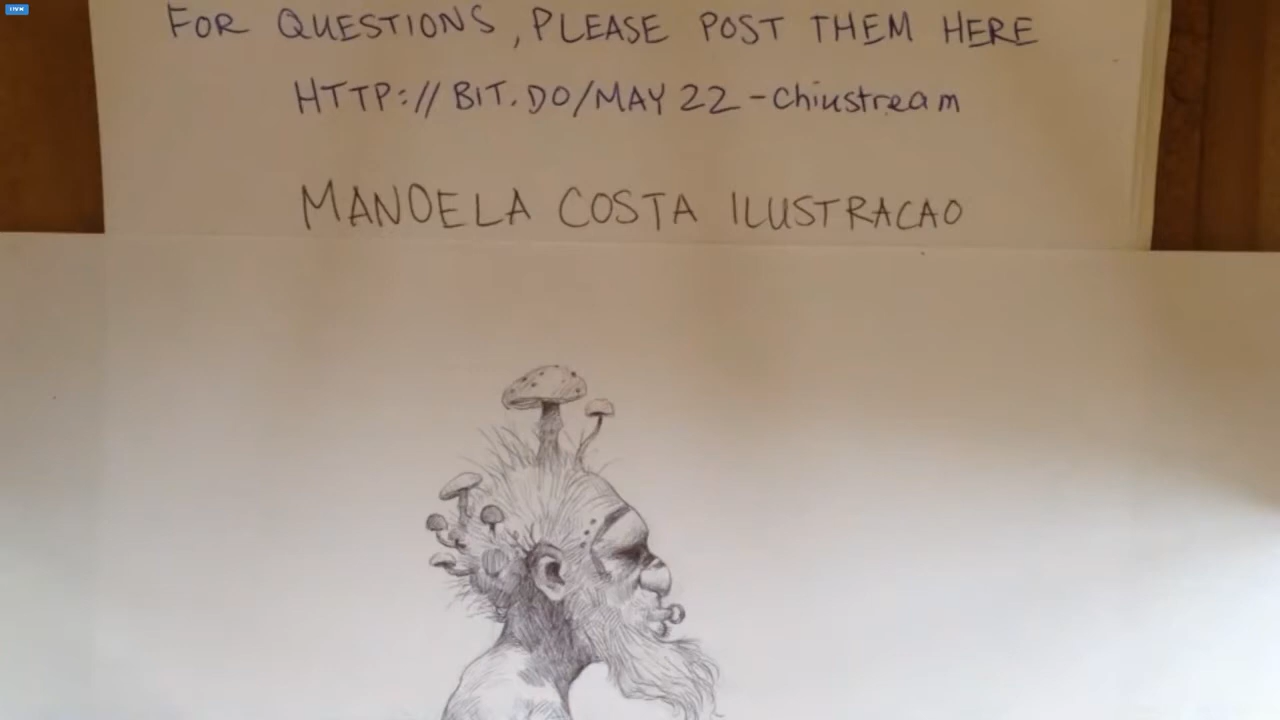 FOR QUESTIONS, PLEASE POST THEM HERE
HTTP://BIT.DO/MAY22-Chiustream
MANOELA COSTA ILUSTRACAO